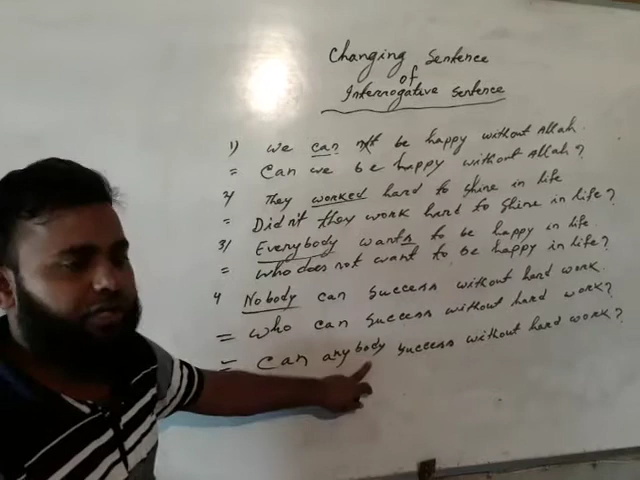 Changing Sentence
of
Interrogative Sentence
1) We can not be happy without Allah.
= Can we be happy without Allah?
2) They worked hard to shine in life
= Didn't they work hard to shine in life?
3) Everybody wants to be happy in life.
= Who does not want to be happy in life?
4 Nobody can success without hard work.
= Who can success without hard work?
= Can anybody success without hard work?